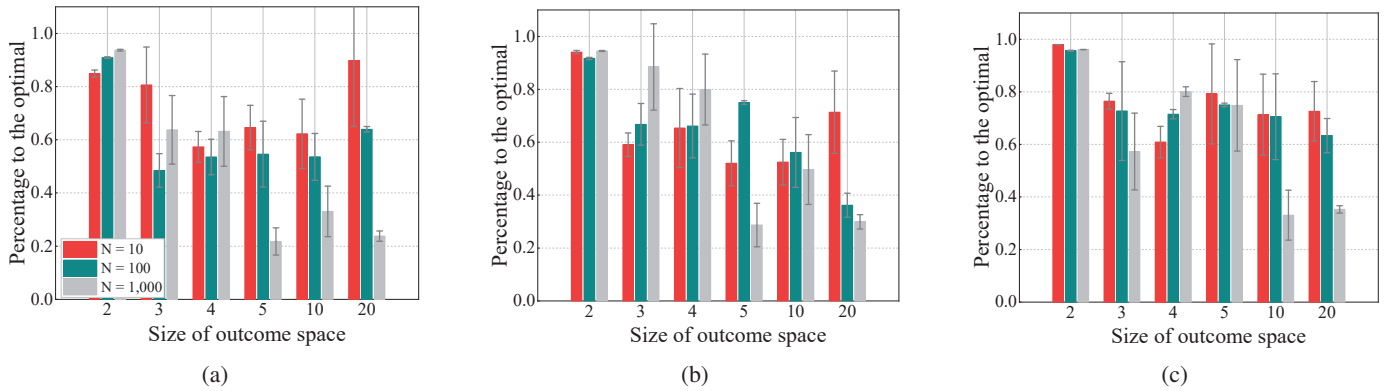 Percentage to the optimal
1.0
0.8
0.6
0.4
0.2
0.0
N = 10
N = 100
N = 1,000
2 3 4 5 10 20
Size of outcome space
(a)
Percentage to the optimal
1.0
0.8
0.6
0.4
0.2
0.0
2 3 4 5 10 20
Size of outcome space
(b)
Percentage to the optimal
1.0
0.8
0.6
0.4
0.2
0.0
2 3 4 5 10 20
Size of outcome space
(c)